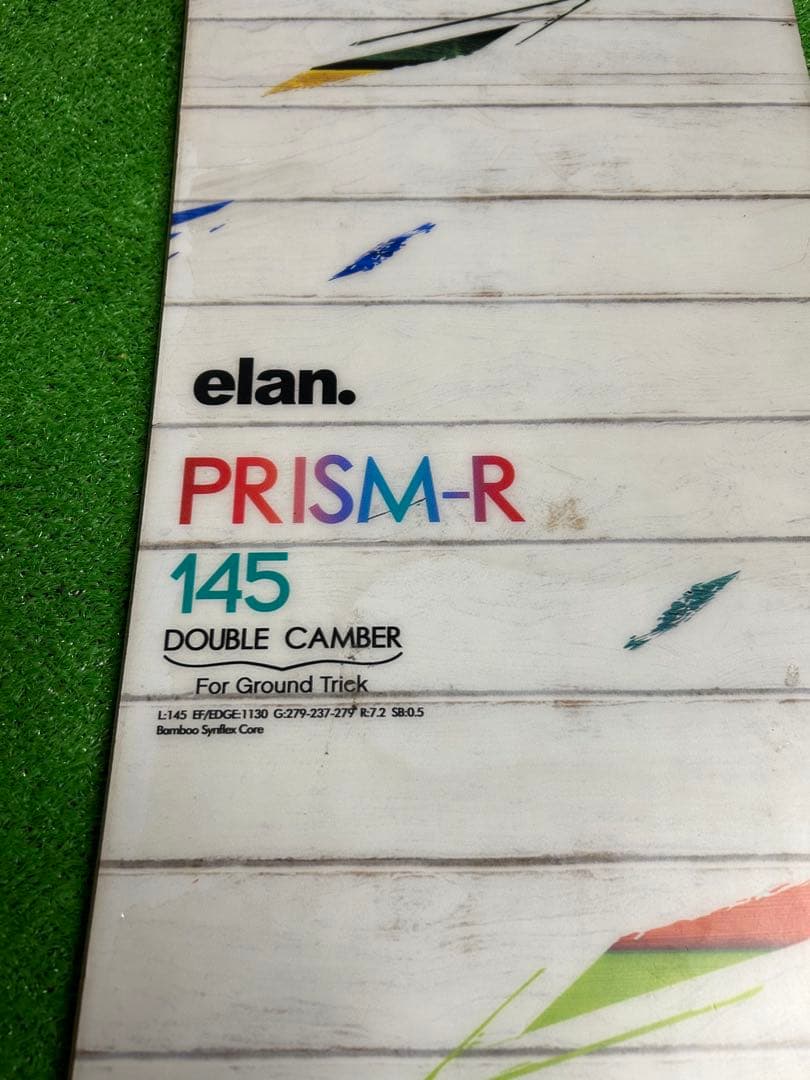 elan.
PRISM-R
145
DOUBLE CAMBER
For Ground Trick
L:145 EF/EDGE:1130 G:279-237-279 R:7.2 SB:0.5
Bamboo Synflex Core